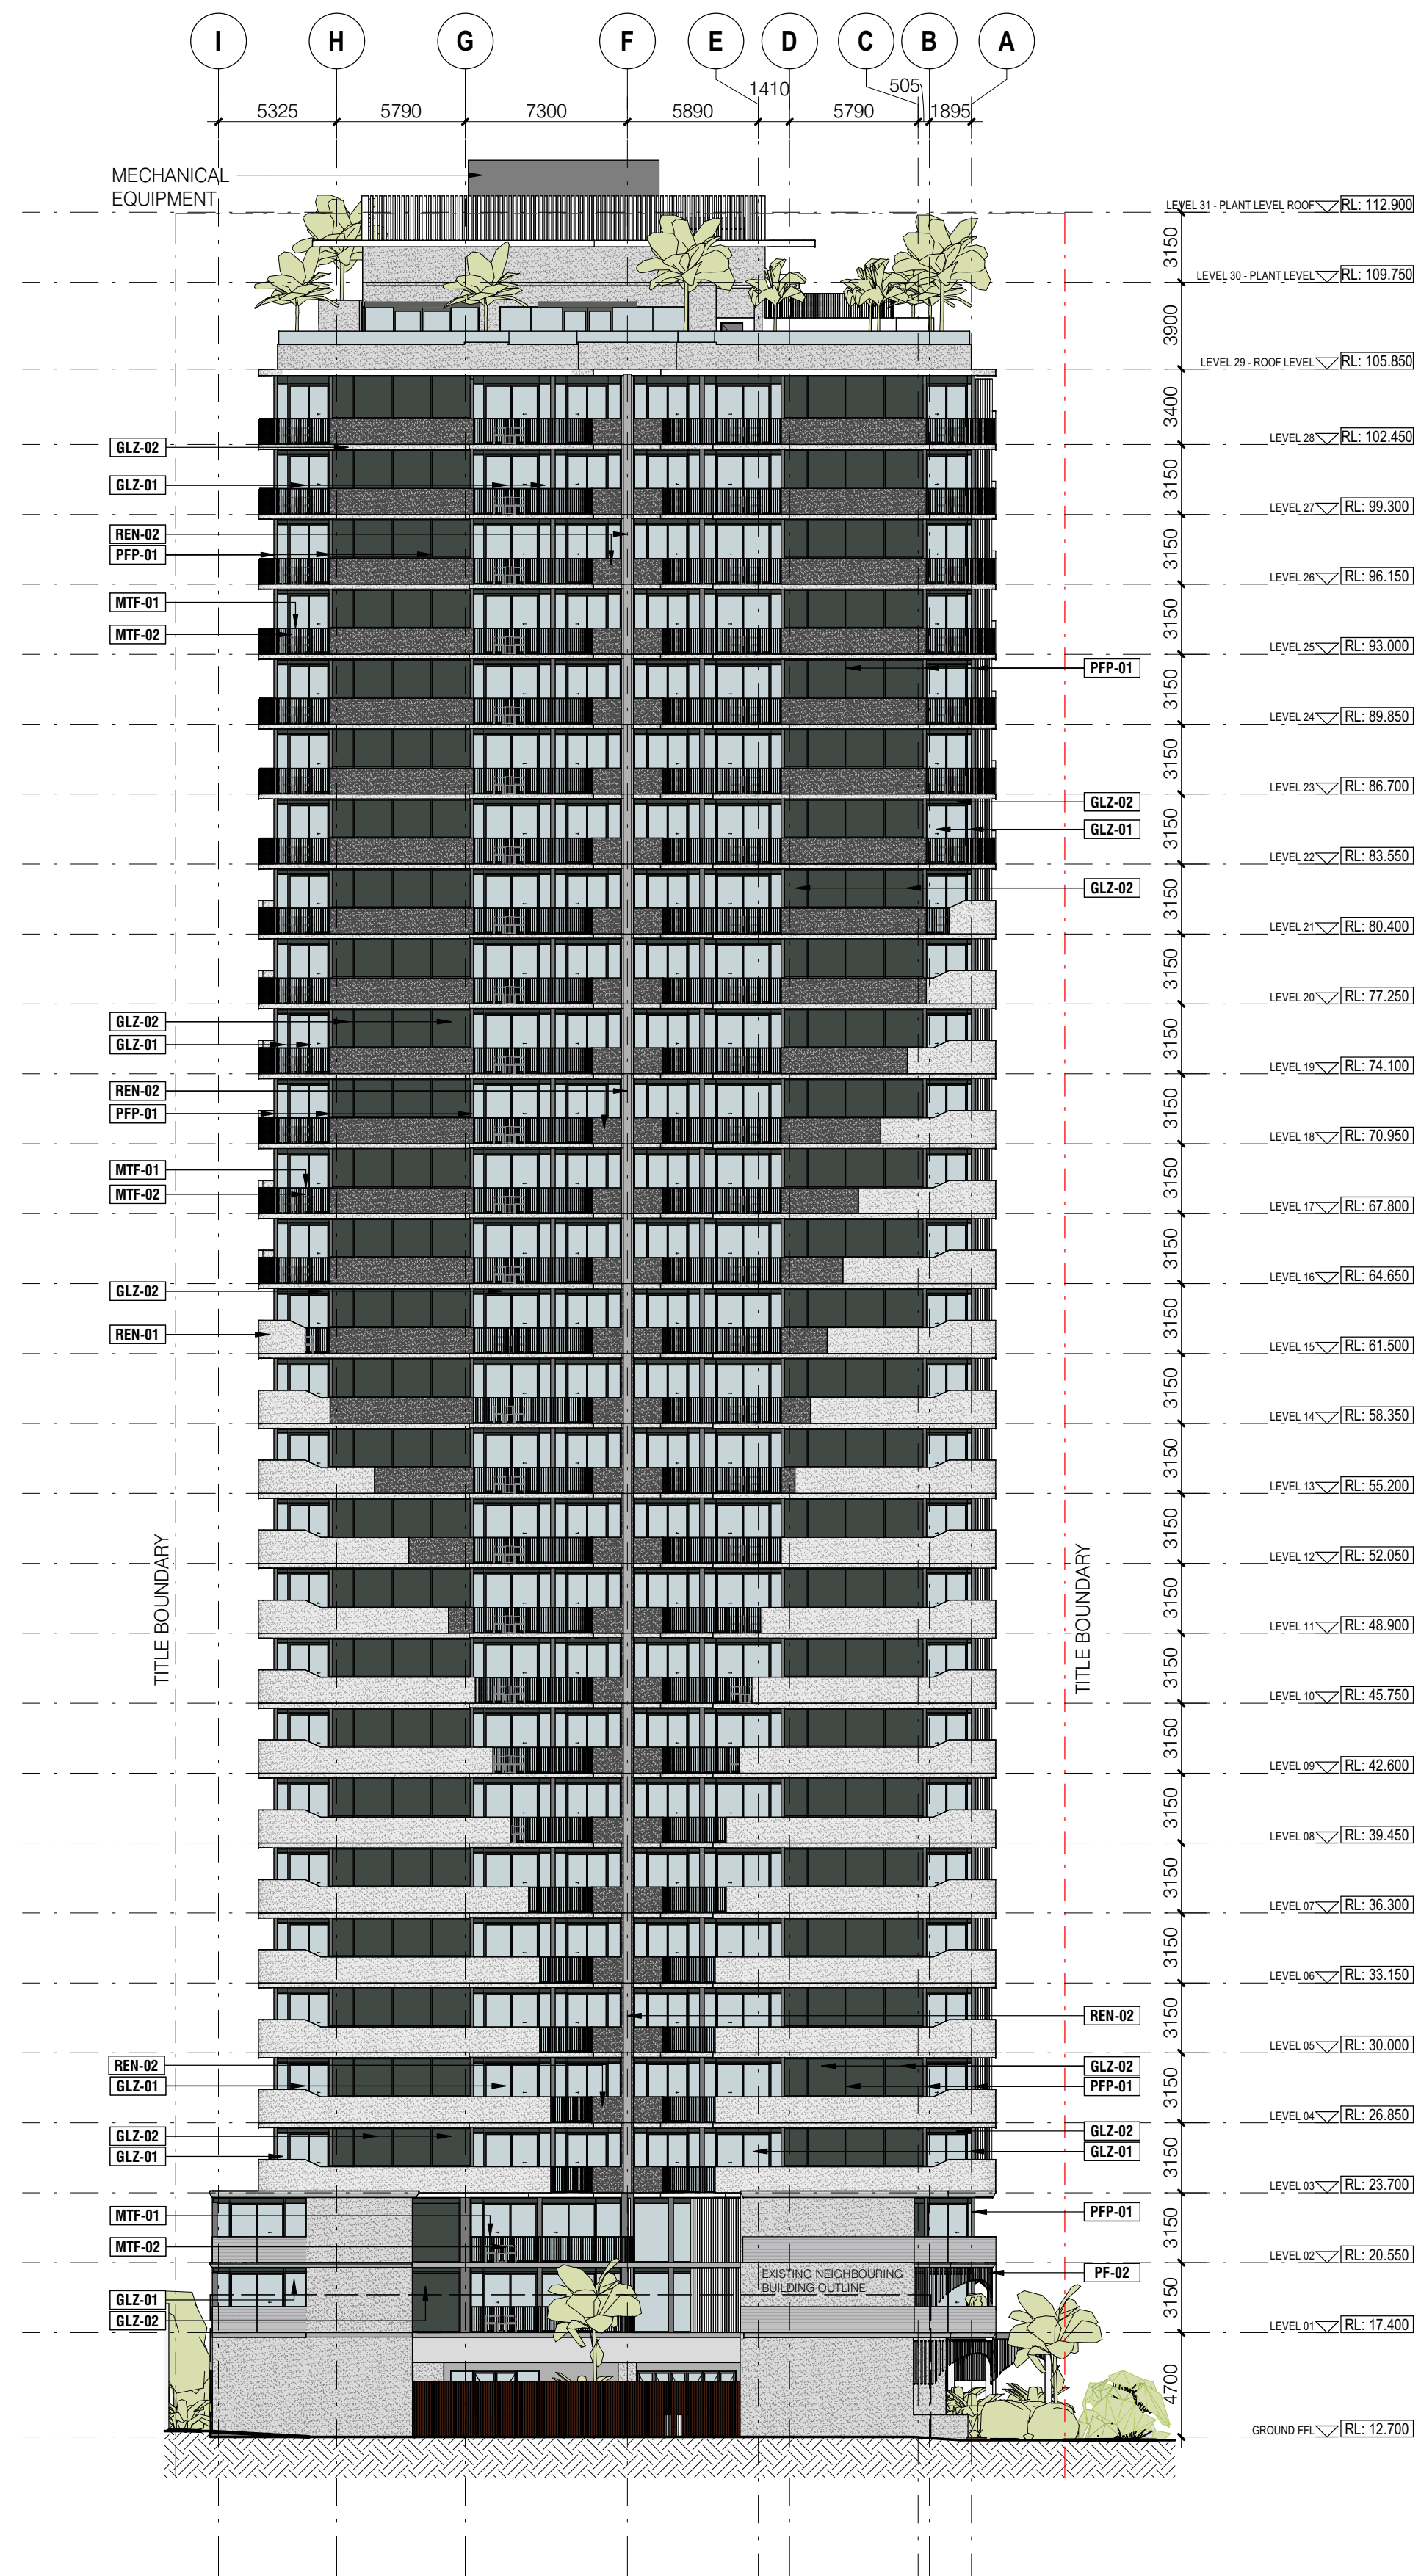 I H G F E D C B A
1410
505
5325 5790 7300 5890 5790 1895
MECHANICAL
EQUIPMENT
LEVEL 31 - PLANT LEVEL ROOF RL: 112.900
3150
LEVEL 30 - PLANT LEVEL RL: 109.750
3900
LEVEL 29 - ROOF LEVEL RL: 105.850
3400
LEVEL 28 RL: 102.450
GLZ-02
3150
GLZ-01
LEVEL 27 RL: 99.300
REN-02
3150
PFP-01
LEVEL 26 RL: 96.150
MTF-01
3150
MTF-02
LEVEL 25 RL: 93.000
PFP-01
3150
LEVEL 24 RL: 89.850
3150
LEVEL 23 RL: 86.700
GLZ-02
3150
GLZ-01
LEVEL 22 RL: 83.550
GLZ-02
3150
LEVEL 21 RL: 80.400
3150
LEVEL 20 RL: 77.250
GLZ-02
3150
GLZ-01
LEVEL 19 RL: 74.100
REN-02
3150
PFP-01
LEVEL 18 RL: 70.950
MTF-01
3150
MTF-02
LEVEL 17 RL: 67.800
3150
LEVEL 16 RL: 64.650
GLZ-02
3150
REN-01
LEVEL 15 RL: 61.500
3150
LEVEL 14 RL: 58.350
3150
LEVEL 13 RL: 55.200
3150
LEVEL 12 RL: 52.050
TITLE BOUNDARY
TITLE BOUNDARY
3150
LEVEL 11 RL: 48.900
3150
LEVEL 10 RL: 45.750
3150
LEVEL 09 RL: 42.600
3150
LEVEL 08 RL: 39.450
3150
LEVEL 07 RL: 36.300
3150
LEVEL 06 RL: 33.150
3150
REN-02
LEVEL 05 RL: 30.000
REN-02
GLZ-02
3150
GLZ-01
PFP-01
LEVEL 04 RL: 26.850
GLZ-02
GLZ-02
3150
GLZ-01
GLZ-01
LEVEL 03 RL: 23.700
MTF-01
PFP-01
3150
MTF-02
LEVEL 02 RL: 20.550
EXISTING NEIGHBOURING
BUILDING OUTLINE
PF-02
3150
GLZ-01
GLZ-02
LEVEL 01 RL: 17.400
4700
GROUND FFL RL: 12.700